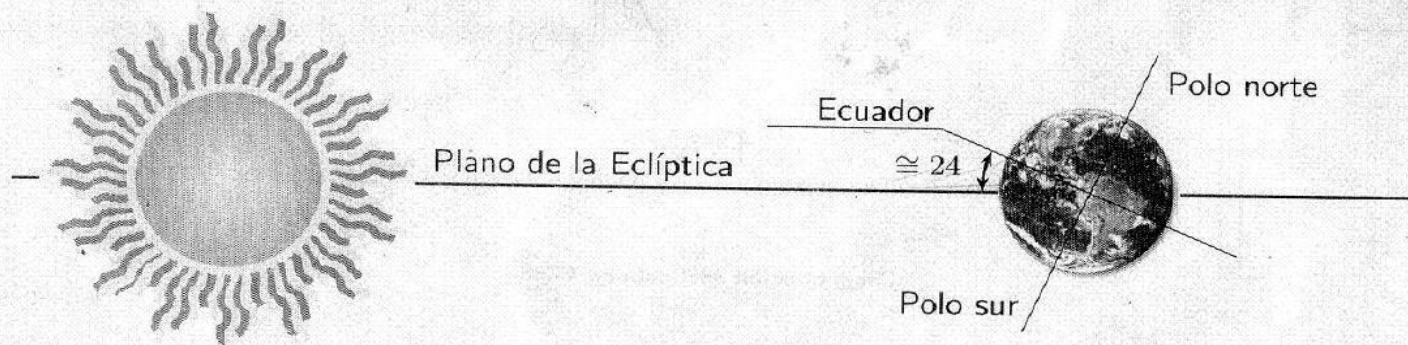 Polo norte
Ecuador
Plano de la Eclíptica
≅ 24
Polo sur